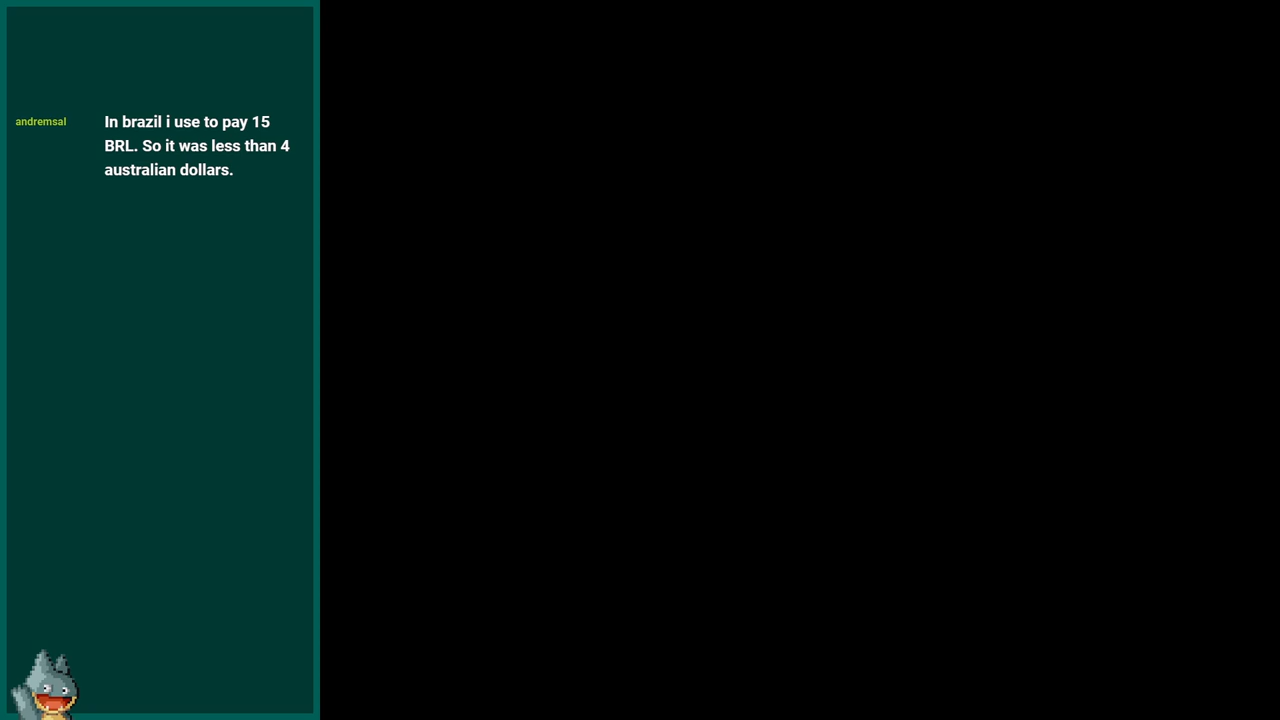 andremsal In brazil i use to pay 15
BRL. So it was less than 4
australian dollars.